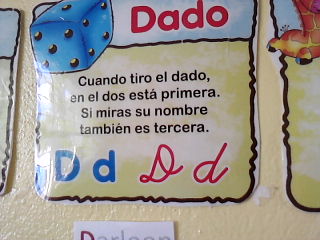 Dado
Cuando tiro el dado,
en el dos está primera.
Si miras su nombre
también es tercera.
D d D d